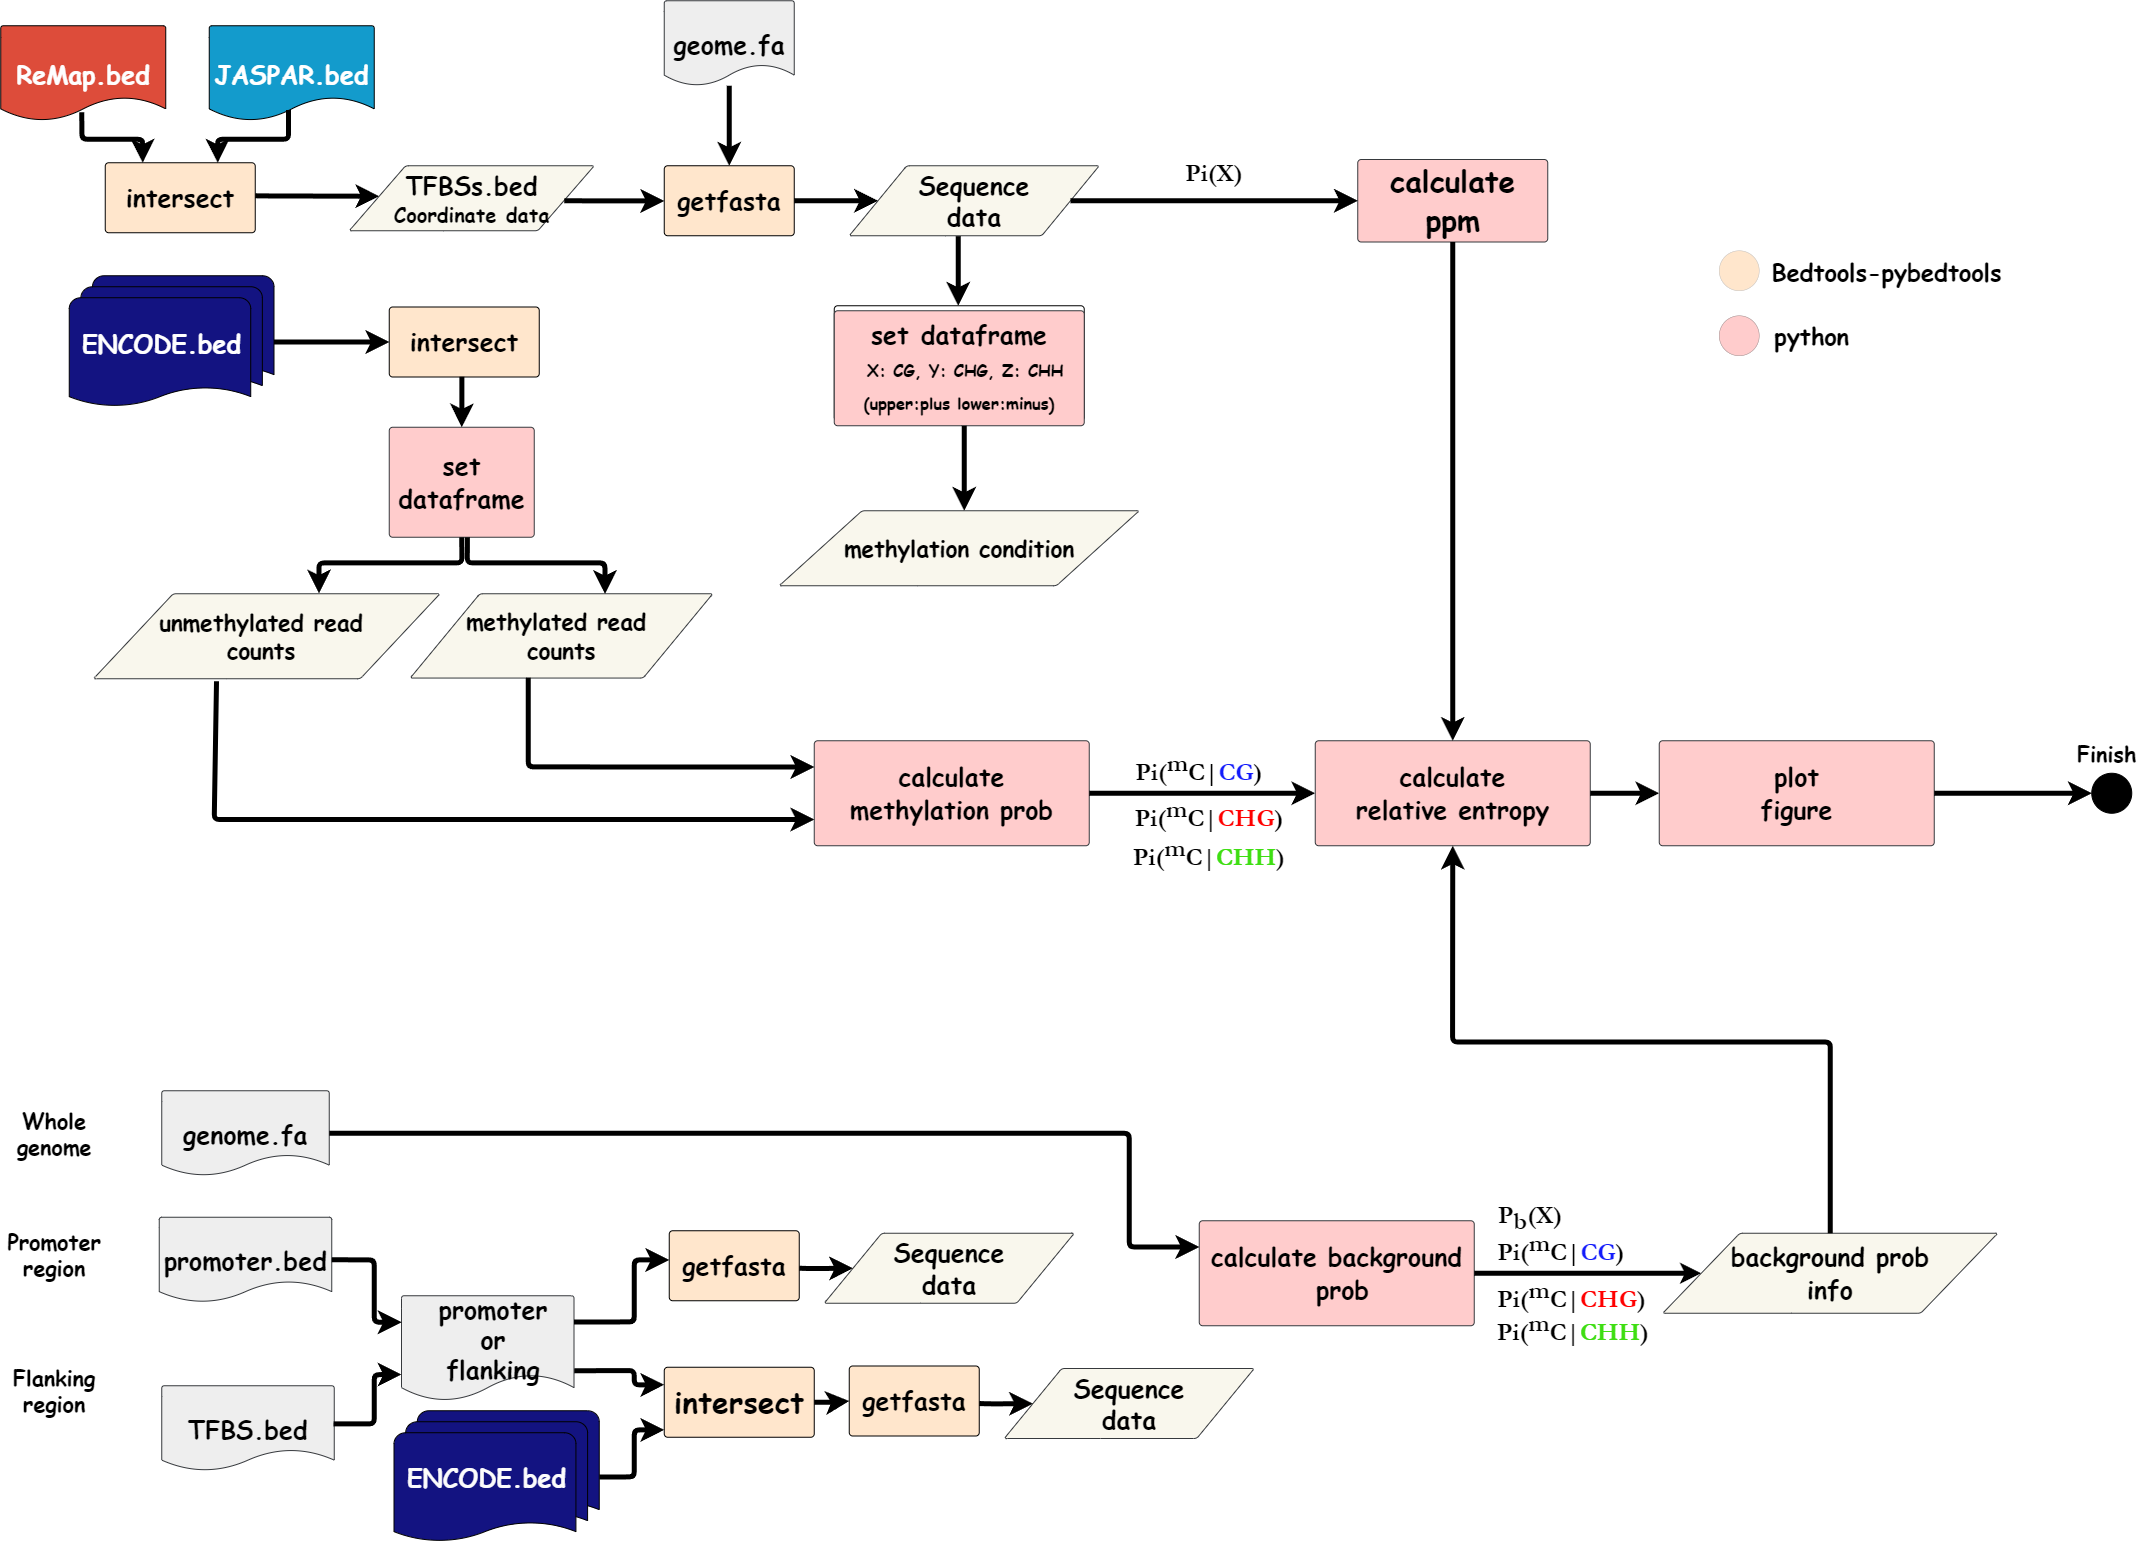 ReMap.bed
JASPAR.bed
geome.fa
intersect
TFBSs.bed
Coordinate data
getfasta
Sequence
data
Pi(X)
calculate
ppm
Bedtools-pybedtools
python
ENCODE.bed
intersect
set dataframe
X: CG, Y: CHG, Z: CHH
(upper:plus lower:minus)
set
dataframe
methylation condition
unmethylated read
counts
methylated read
counts
calculate
methylation prob
Pi(mC|CG)
Pi(mC|CHG)
Pi(mC|CHH)
calculate
relative entropy
plot
figure
Finish
Whole
genome
genome.fa
Promoter
region
promoter.bed
promoter
or
flanking
getfasta
Sequence
data
calculate background
prob
Pb(X)
Pi(mC|CG)
Pi(mC|CHG)
Pi(mC|CHH)
background prob
info
Flanking
region
TFBS.bed
ENCODE.bed
intersect
getfasta
Sequence
data